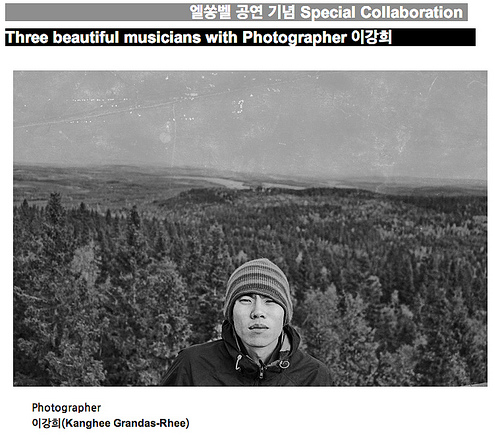 엘쏭벨 공연 기념 Special Collaboration
Three beautiful musicians with Photographer 이강희
Photographer
이강희(Kanghee Grandas-Rhee)